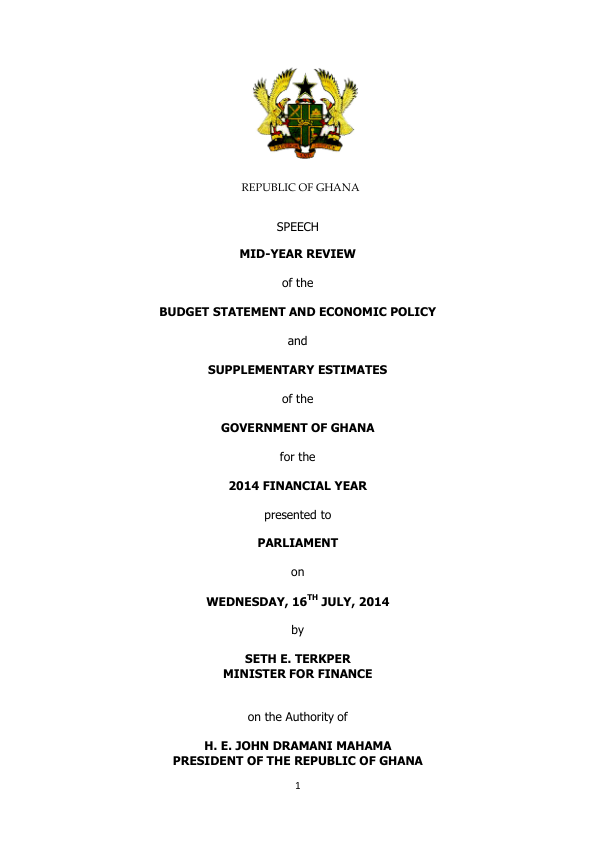 REPUBLIC OF GHANA
SPEECH
MID-YEAR REVIEW
of the
BUDGET STATEMENT AND ECONOMIC POLICY
and
SUPPLEMENTARY ESTIMATES
of the
GOVERNMENT OF GHANA
for the
2014 FINANCIAL YEAR
presented to
PARLIAMENT
on
WEDNESDAY, 16TH JULY, 2014
by
SETH E. TERKPER
MINISTER FOR FINANCE
on the Authority of
H. E. JOHN DRAMANI MAHAMA
PRESIDENT OF THE REPUBLIC OF GHANA
1